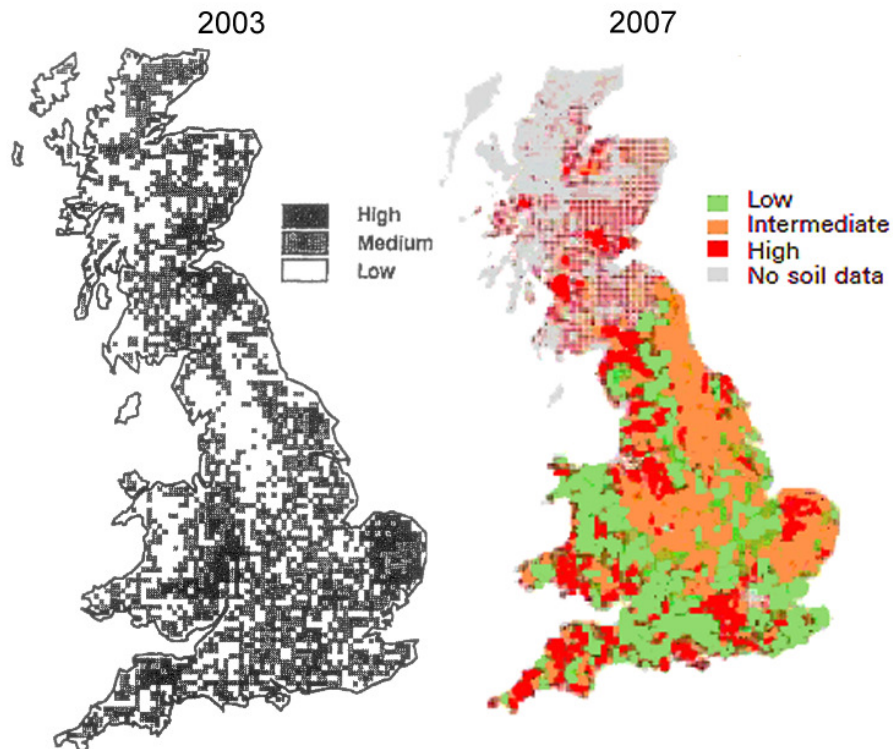 2003
2007
High
Medium
Low
Low
Intermediate
High
No soil data